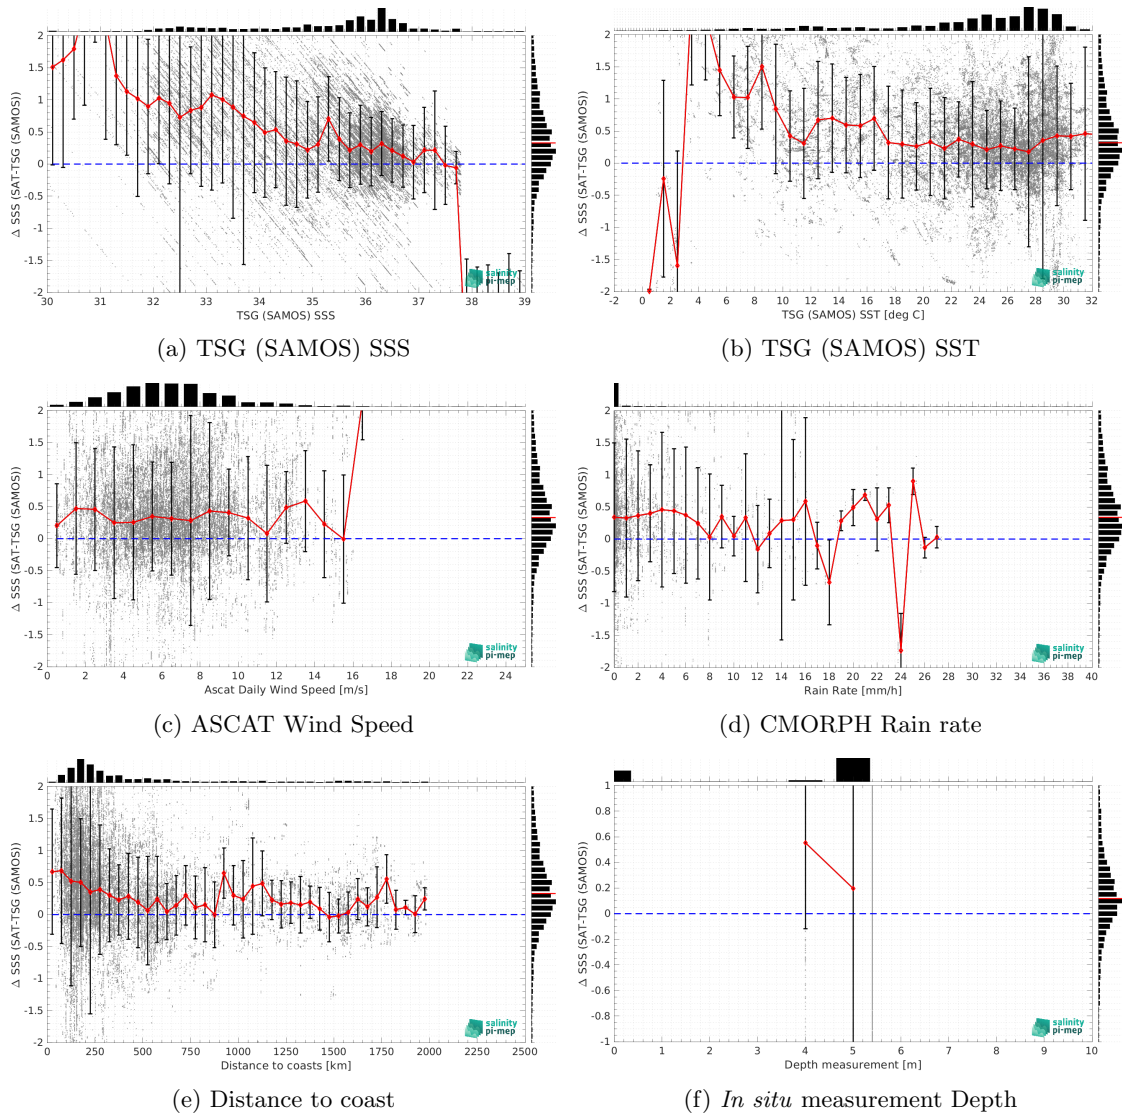 Δ SSS (SAT-TSG (SAMOS))
2
1.5
1
0.5
0
-0.5
-1
-1.5
-2
30 31 32 33 34 35 36 37 38 39
TSG (SAMOS) SSS
salinity
pi-mep
(a) TSG (SAMOS) SSS
Δ SSS (SAT-TSG (SAMOS))
2
1.5
1
0.5
0
-0.5
-1
-1.5
-2
-2 0 2 4 6 8 10 12 14 16 18 20 22 24 26 28 30 32
TSG (SAMOS) SST [deg C]
salinity
pi-mep
(b) TSG (SAMOS) SST
Δ SSS (SAT-TSG (SAMOS))
2
1.5
1
0.5
0
-0.5
-1
-1.5
-2
0 2 4 6 8 10 12 14 16 18 20 22 24
Ascat Daily Wind Speed [m/s]
salinity
pi-mep
(c) ASCAT Wind Speed
Δ SSS (SAT-TSG (SAMOS))
2
1.5
1
0.5
0
-0.5
-1
-1.5
-2
0 2 4 6 8 10 12 14 16 18 20 22 24 26 28 30 32 34 36 38 40
Rain Rate [mm/h]
salinity
pi-mep
(d) CMORPH Rain rate
Δ SSS (SAT-TSG (SAMOS))
2
1.5
1
0.5
0
-0.5
-1
-1.5
-2
0 250 500 750 1000 1250 1500 1750 2000 2250 2500
Distance to coasts [km]
salinity
pi-mep
(e) Distance to coast
Δ SSS (SAT-TSG (SAMOS))
1
0.8
0.6
0.4
0.2
0
-0.2
-0.4
-0.6
-0.8
-1
0 1 2 3 4 5 6 7 8 9 10
Depth measurement [m]
salinity
pi-mep
(f) In situ measurement Depth